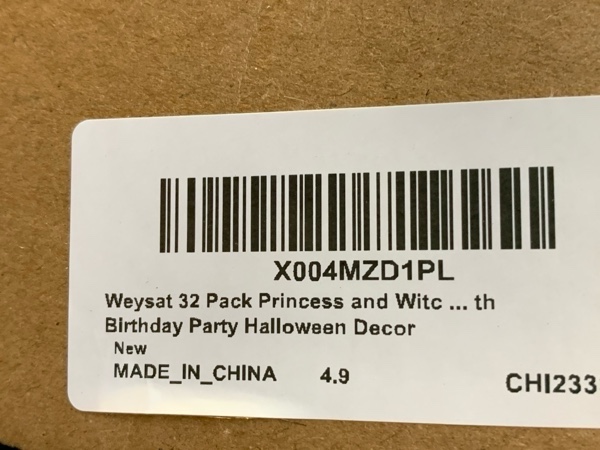 X004MZD1PL
Weysat 32 Pack Princess and Witc ... th
Birthday Party Halloween Decor
New
MADE_IN_CHINA 4.9 CHI233